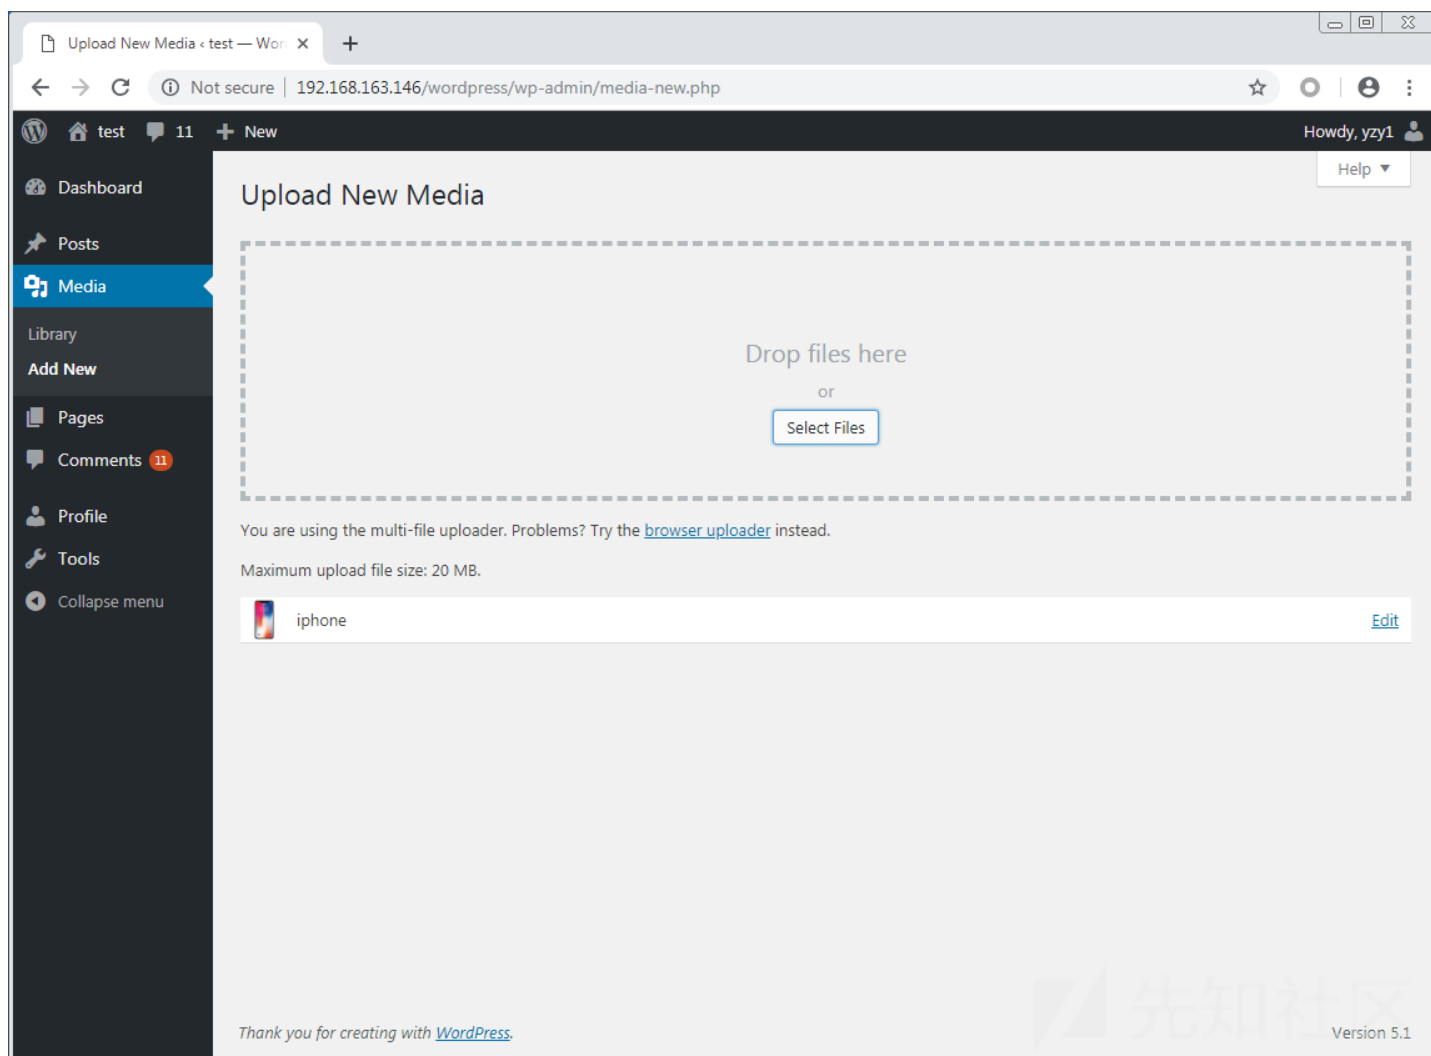 Upload New Media ‹ test — Wor
Not secure | 192.168.163.146/wordpress/wp-admin/media-new.php
test 11 + New Howdy, yzy1
Help
Dashboard
Upload New Media
Posts
Media
Library
Add New
Pages
Comments 11
Profile
Tools
Collapse menu
Drop files here
or
Select Files
You are using the multi-file uploader. Problems? Try the browser uploader instead.
Maximum upload file size: 20 MB.
iphone Edit
先知社区
Thank you for creating with WordPress. Version 5.1